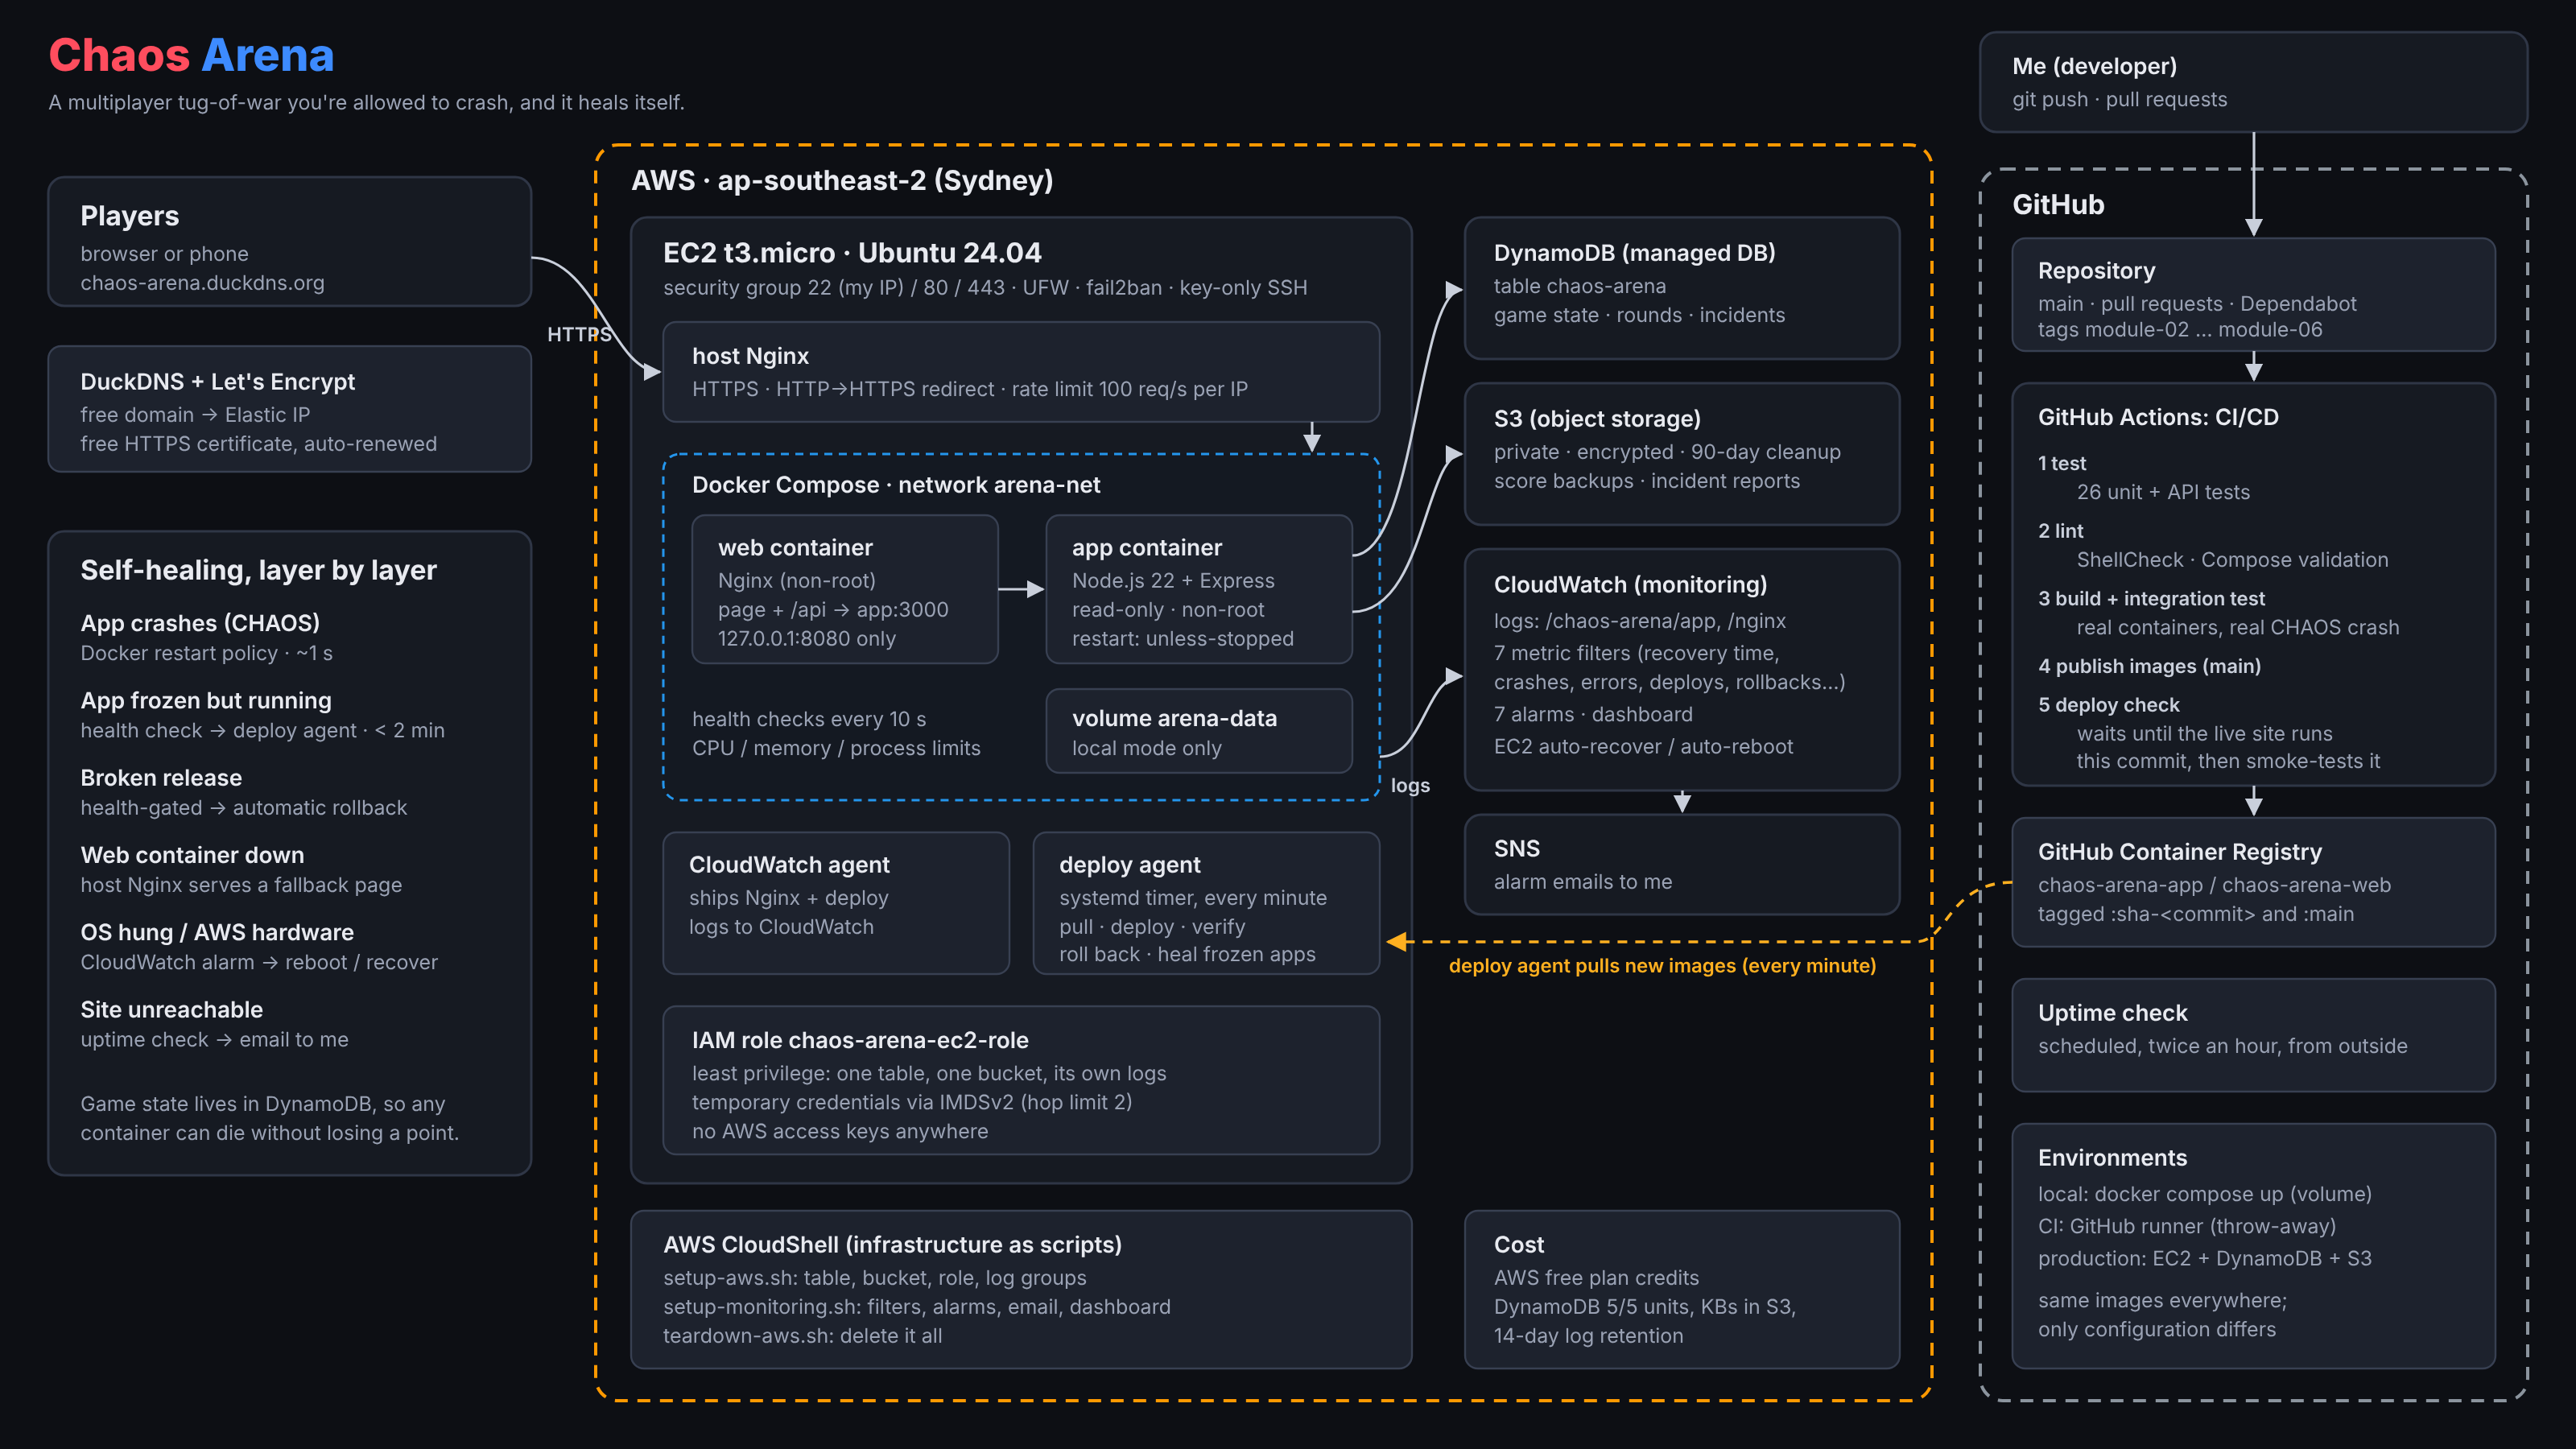 Chaos Arena
A multiplayer tug-of-war you're allowed to crash, and it heals itself.
Players
browser or phone
chaos-arena.duckdns.org
HTTPS
DuckDNS + Let's Encrypt
free domain → Elastic IP
free HTTPS certificate, auto-renewed
Self-healing, layer by layer
App crashes (CHAOS)
Docker restart policy · ~1 s
App frozen but running
health check → deploy agent · < 2 min
Broken release
health-gated → automatic rollback
Web container down
host Nginx serves a fallback page
OS hung / AWS hardware
CloudWatch alarm → reboot / recover
Site unreachable
uptime check → email to me
Game state lives in DynamoDB, so any
container can die without losing a point.
AWS · ap-southeast-2 (Sydney)
EC2 t3.micro · Ubuntu 24.04
security group 22 (my IP) / 80 / 443 · UFW · fail2ban · key-only SSH
host Nginx
HTTPS · HTTP→HTTPS redirect · rate limit 100 req/s per IP
Docker Compose · network arena-net
web container
Nginx (non-root)
page + /api → app:3000
127.0.0.1:8080 only
app container
Node.js 22 + Express
read-only · non-root
restart: unless-stopped
health checks every 10 s
CPU / memory / process limits
volume arena-data
local mode only
logs
CloudWatch agent
ships Nginx + deploy
logs to CloudWatch
deploy agent
systemd timer, every minute
pull · deploy · verify
roll back · heal frozen apps
IAM role chaos-arena-ec2-role
least privilege: one table, one bucket, its own logs
temporary credentials via IMDSv2 (hop limit 2)
no AWS access keys anywhere
AWS CloudShell (infrastructure as scripts)
setup-aws.sh: table, bucket, role, log groups
setup-monitoring.sh: filters, alarms, email, dashboard
teardown-aws.sh: delete it all
DynamoDB (managed DB)
table chaos-arena
game state · rounds · incidents
S3 (object storage)
private · encrypted · 90-day cleanup
score backups · incident reports
CloudWatch (monitoring)
logs: /chaos-arena/app, /nginx
7 metric filters (recovery time,
crashes, errors, deploys, rollbacks...)
7 alarms · dashboard
EC2 auto-recover / auto-reboot
SNS
alarm emails to me
deploy agent pulls new images (every minute)
Cost
AWS free plan credits
DynamoDB 5/5 units, KBs in S3,
14-day log retention
Me (developer)
git push · pull requests
GitHub
Repository
main · pull requests · Dependabot
tags module-02 ... module-06
GitHub Actions: CI/CD
1 test
26 unit + API tests
2 lint
ShellCheck · Compose validation
3 build + integration test
real containers, real CHAOS crash
4 publish images (main)
5 deploy check
waits until the live site runs
this commit, then smoke-tests it
GitHub Container Registry
chaos-arena-app / chaos-arena-web
tagged :sha-<commit> and :main
Uptime check
scheduled, twice an hour, from outside
Environments
local: docker compose up (volume)
CI: GitHub runner (throw-away)
production: EC2 + DynamoDB + S3
same images everywhere;
only configuration differs